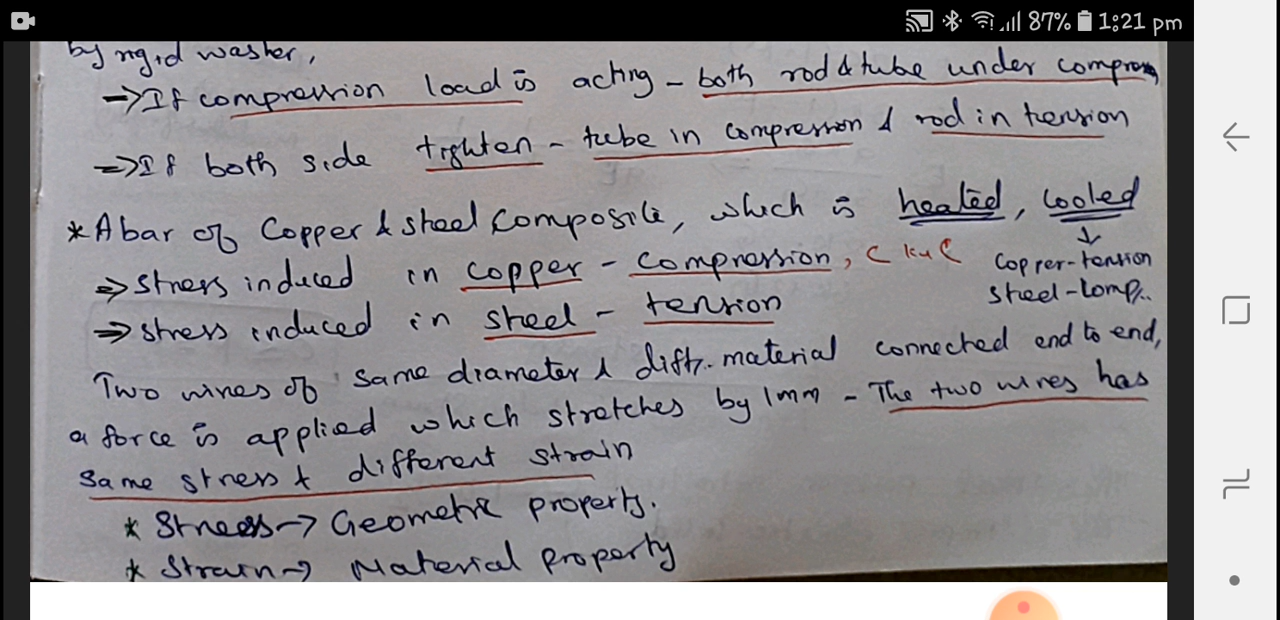 87% 1:21 pm
by rigid washer,
→ If compression load is acting - both rod & tube under compress
⇒ If both side tighten - tube in compression & rod in tension
* A bar of Copper & steel Composite, which is heated, cooled
↓
⇒ stress induced in copper - compression, C
Copper-tension
⇒ stress induced in steel - tension
Steel-Comp..
Two wires of same diameter & diff. material connected end to end,
a force is applied which stretches by 1mm - The two wires has
same stress & different strain
* Stress → Geometric property.
* Strain → Material property